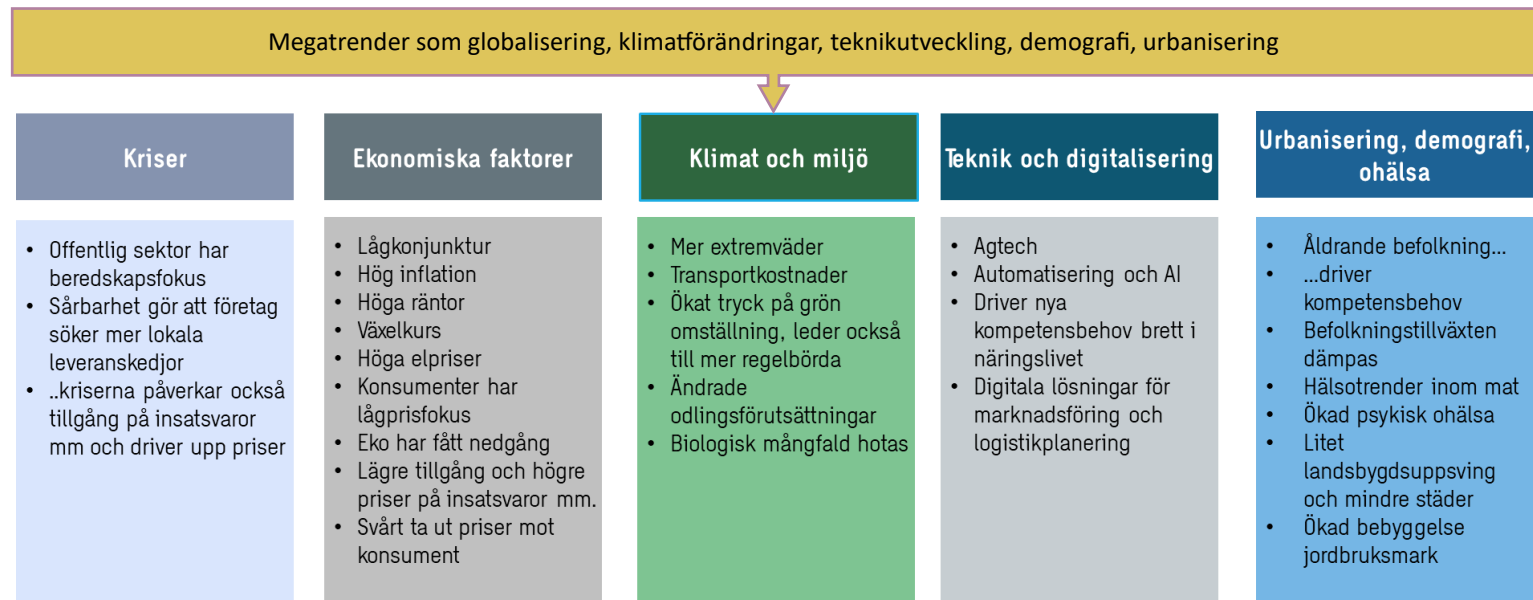 Megatrender som globalisering, klimatförändringar, teknikutveckling, demografi, urbanisering
Kriser
• Offentlig sektor har
beredskapsfokus
• Sårbarhet gör att företag
söker mer lokala
leveranskedjor
• ..kriserna påverkar också
tillgång på insatsvaror
mm och driver upp priser
Ekonomiska faktorer
• Lågkonjunktur
• Hög inflation
• Höga räntor
• Växelkurs
• Höga elpriser
• Konsumenter har
lågprisfokus
• Eko har fått nedgång
• Lägre tillgång och högre
priser på insatsvaror mm.
• Svårt ta ut priser mot
konsument
Klimat och miljö
• Mer extremväder
• Transportkostnader
• Ökat tryck på grön
omställning, leder också
till mer regelbörda
• Ändrade
odlingsförutsättningar
• Biologisk mångfald hotas
Teknik och digitalisering
• Agtech
• Automatisering och AI
• Driver nya
kompetensbehov brett i
näringslivet
• Digitala lösningar för
marknadsföring och
logistikplanering
Urbanisering, demografi,
ohälsa
• Åldrande befolkning...
• ...driver
kompetensbehov
• Befolkningstillväxten
dämpas
• Hälsotrender inom mat
• Ökad psykisk ohälsa
• Litet
landsbygdsuppsving
och mindre städer
• Ökad bebyggelse
jordbruksmark